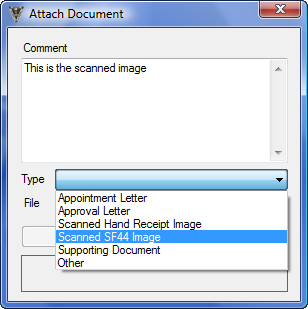 Attach Document
Comment
This is the scanned image
Type
File
Appointment Letter
Approval Letter
Scanned Hand Receipt Image
Scanned SF44 Image
Supporting Document
Other